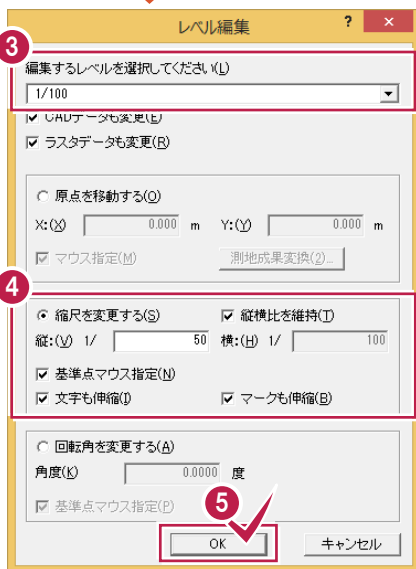 レベル編集 ? ×
3
編集するレベルを選択してください(L)
1/100
CADデータも変更(E)
ラスタデータも変更(R)
原点を移動する(O)
X:(X) 0.000 m Y:(Y) 0.000 m
マウス指定(M) 測地成果変換(2)...
4
縮尺を変更する(S) 縦横比を維持(T)
縦:(V) 1/ 50 横:(H) 1/ 100
基準点マウス指定(N)
文字も伸縮(I) マークも伸縮(B)
回転角を変更する(A)
角度(K) 0.0000 度
基準点マウス指定(P)
5
OK キャンセル